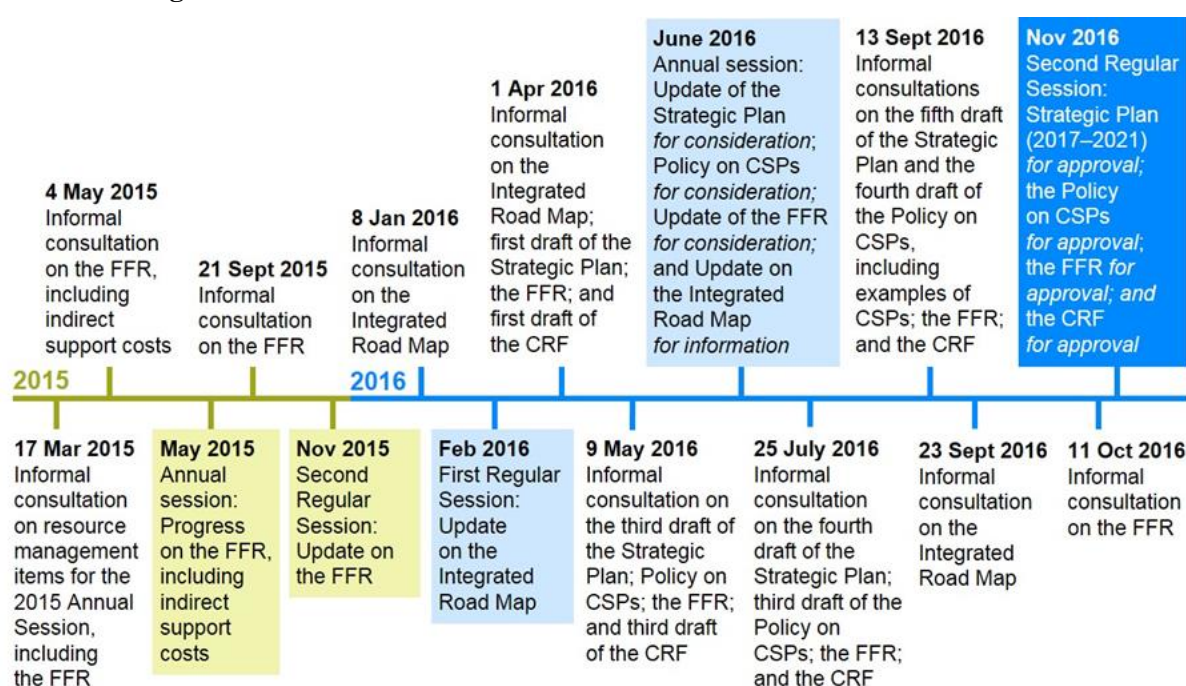 4 May 2015
Informal
consultation
on the FFR,
including
indirect
support costs
21 Sept 2015
Informal
consultation
on the FFR
8 Jan 2016
Informal
consultation
on the
Integrated
Road Map
1 Apr 2016
Informal
consultation
on the
Integrated
Road Map;
first draft of the
Strategic Plan;
the FFR; and
first draft of
the CRF
June 2016
Annual session:
Update of the
Strategic Plan
for consideration;
Policy on CSPs
for consideration;
Update of the FFR
for consideration;
and Update on
the Integrated
Road Map
for information
13 Sept 2016
Informal
consultations
on the fifth draft
of the Strategic
Plan and the
fourth draft of
the Policy on
CSPs,
including
examples of
CSPs; the FFR;
and the CRF
Nov 2016
Second Regular
Session:
Strategic Plan
(2017–2021)
for approval;
the Policy
on CSPs
for approval;
the FFR for
approval; and
the CRF
for approval
2015
2016
17 Mar 2015
Informal
consultation
on resource
management
items for the
2015 Annual
Session,
including
the FFR
May 2015
Annual
session:
Progress
on the FFR,
including
indirect
support
costs
Nov 2015
Second
Regular
Session:
Update on
the FFR
Feb 2016
First Regular
Session:
Update
on the
Integrated
Road Map
9 May 2016
Informal
consultation on
the third draft of
the Strategic
Plan; Policy on
CSPs; the FFR;
and third draft
of the CRF
25 July 2016
Informal
consultation
on the fourth
draft of the
Strategic Plan;
third draft of the
Policy on
CSPs; the FFR;
and the CRF
23 Sept 2016
Informal
consultation
on the
Integrated
Road Map
11 Oct 2016
Informal
consultation
on the FFR